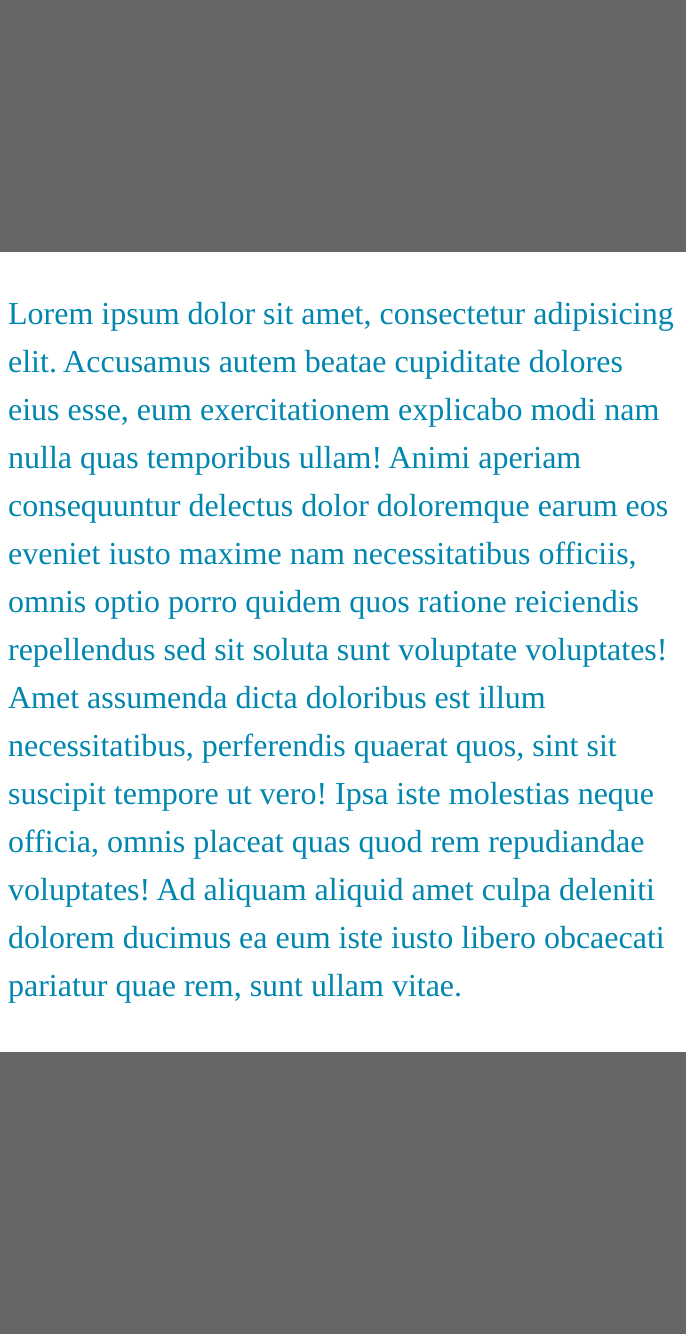 Lorem ipsum dolor sit amet, consectetur adipisicing
elit. Accusamus autem beatae cupiditate dolores
eius esse, eum exercitationem explicabo modi nam
nulla quas temporibus ullam! Animi aperiam
consequuntur delectus dolor doloremque earum eos
eveniet iusto maxime nam necessitatibus officiis,
omnis optio porro quidem quos ratione reiciendis
repellendus sed sit soluta sunt voluptate voluptates!
Amet assumenda dicta doloribus est illum
necessitatibus, perferendis quaerat quos, sint sit
suscipit tempore ut vero! Ipsa iste molestias neque
officia, omnis placeat quas quod rem repudiandae
voluptates! Ad aliquam aliquid amet culpa deleniti
dolorem ducimus ea eum iste iusto libero obcaecati
pariatur quae rem, sunt ullam vitae.